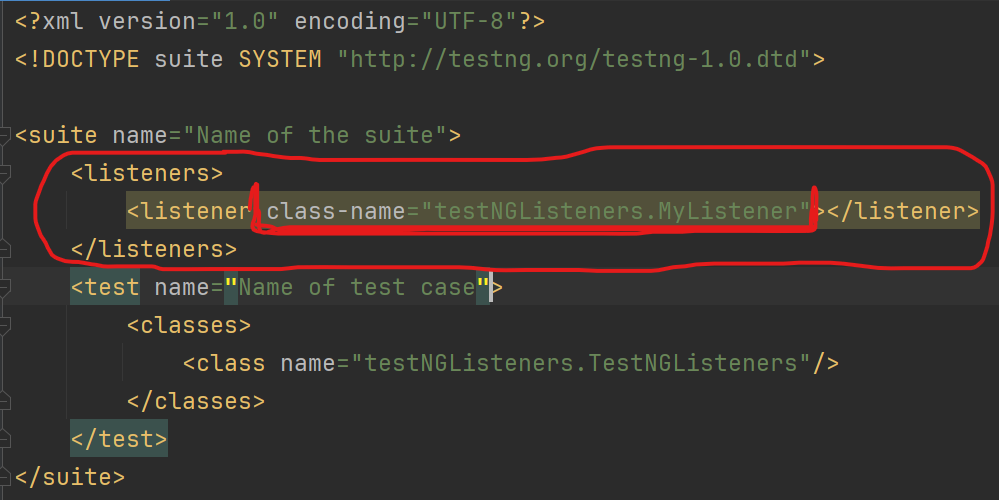 <?xml version="1.0" encoding="UTF-8"?>
<!DOCTYPE suite SYSTEM "http://testng.org/testng-1.0.dtd">
<suite name="Name of the suite">
<listeners>
<listener class-name="testNGListeners.MyListener"></listener>
</listeners>
<test name="Name of test case">
<classes>
<class name="testNGListeners.TestNGListeners"/>
</classes>
</test>
</suite>